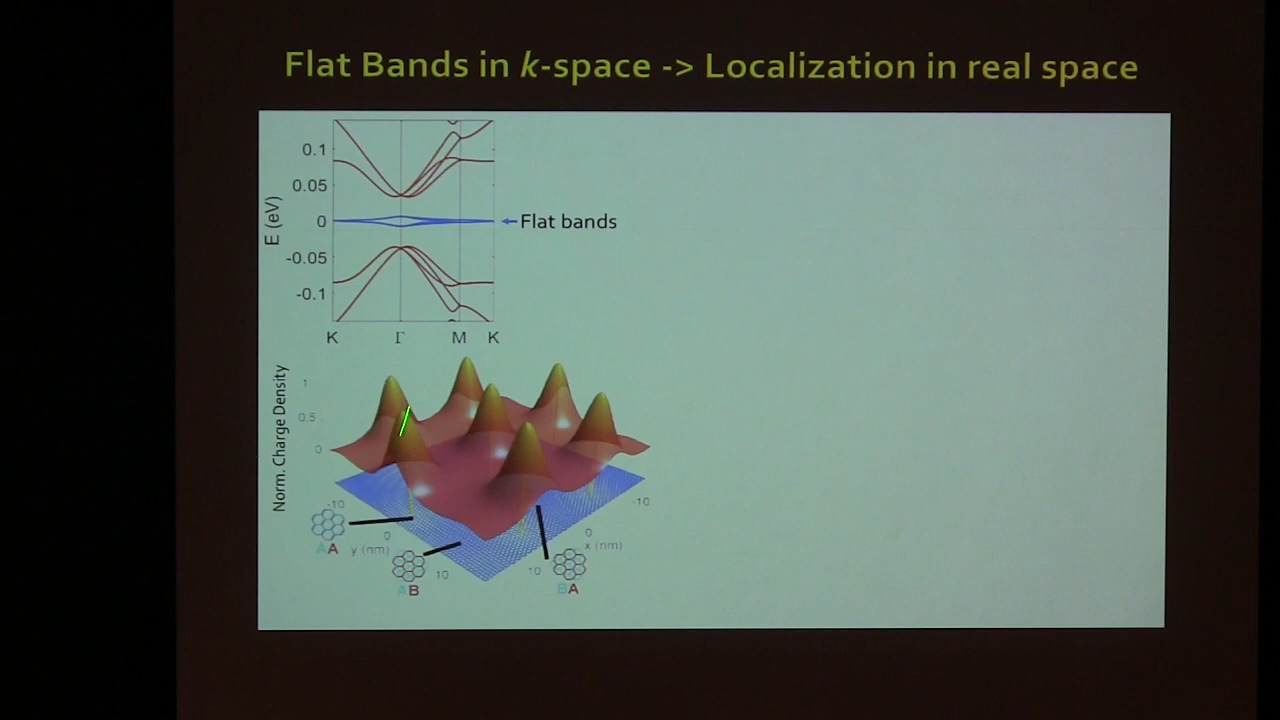 Flat Bands in k-space -> Localization in real space
E (eV)
0.1
0.05
0
-0.05
-0.1
Flat bands
K Γ M K
Norm. Charge Density
1
0.5
0
-10
0
10
y (nm)
-10
0
10
x (nm)
AA
AB
BA